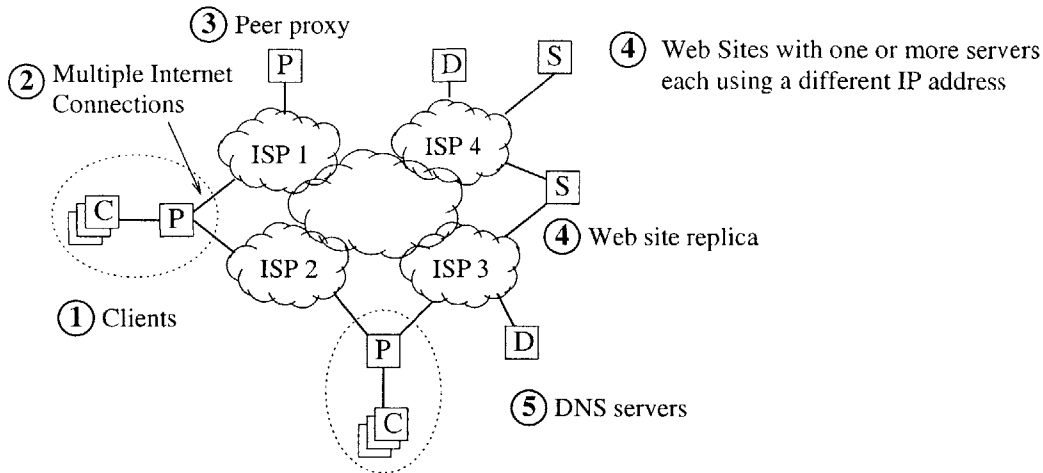 3 Peer proxy
4 Web Sites with one or more servers
each using a different IP address
2 Multiple Internet
Connections
P
D
S
ISP 1
ISP 4
C
P
S
4 Web site replica
ISP 2
ISP 3
1 Clients
P
D
C
5 DNS servers